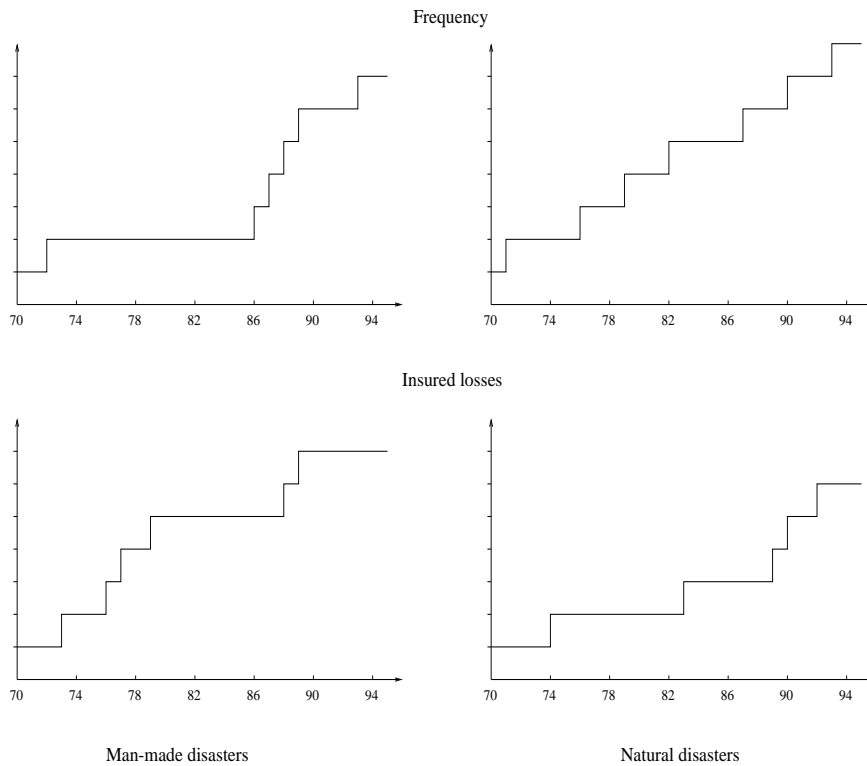 Frequency
70 74 78 82 86 90 94 70 74 78 82 86 90 94
Insured losses
70 74 78 82 86 90 94 70 74 78 82 86 90 94
Man-made disasters Natural disasters